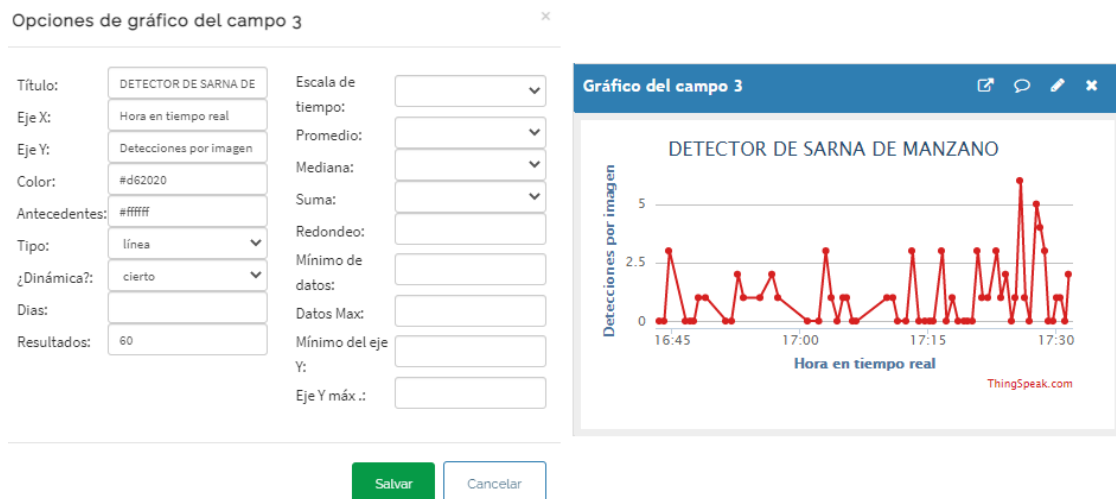 Opciones de gráfico del campo 3
×
Título: DETECTOR DE SARNA DE
Eje X: Hora en tiempo real
Eje Y: Detecciones por imagen
Color: #d62020
Antecedentes: #ffffff
Tipo: línea
¿Dinámica?: cierto
Dias:
Resultados: 60
Escala de
tiempo:
Promedio:
Mediana:
Suma:
Redondeo:
Mínimo de
datos:
Datos Max:
Mínimo del eje
Y:
Eje Y máx .:
Salvar
Cancelar
Gráfico del campo 3
DETECTOR DE SARNA DE MANZANO
Detecciones por imagen
5
2.5
0
16:45 17:00 17:15 17:30
Hora en tiempo real
ThingSpeak.com